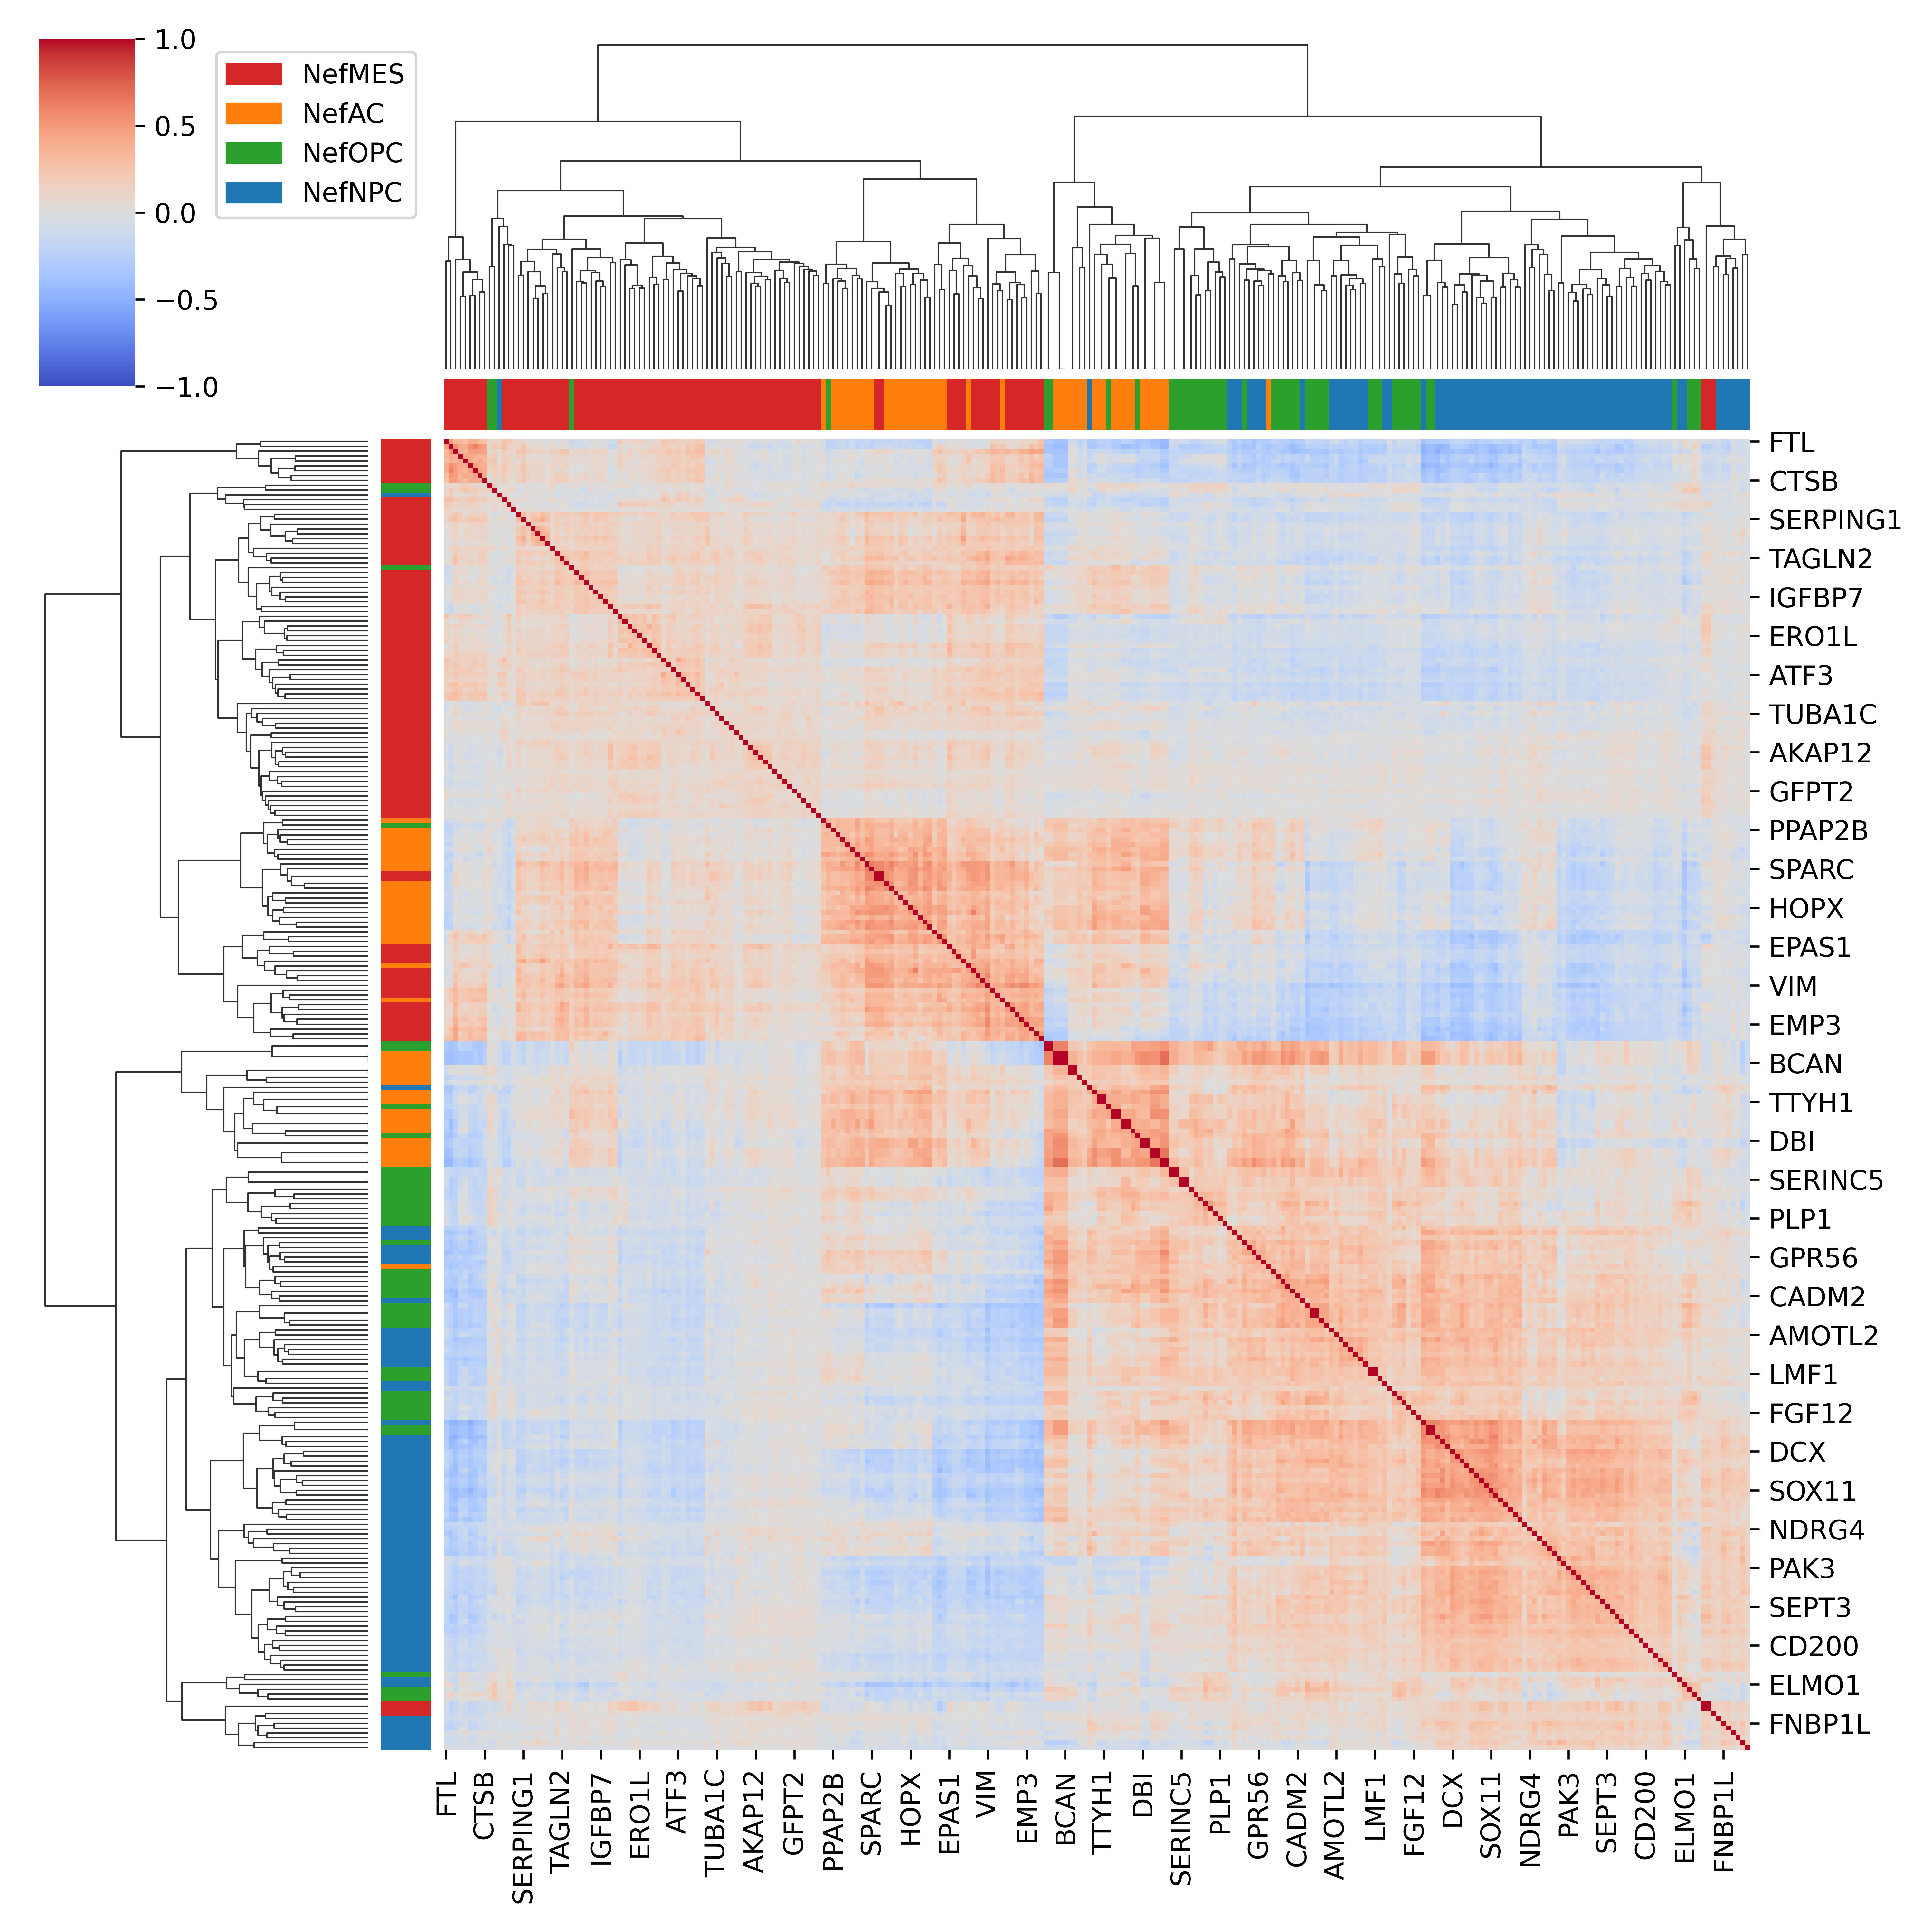 1.0
0.5
0.0
−0.5
−1.0
NefMES
NefAC
NefOPC
NefNPC
FTL
CTSB
SERPING1
TAGLN2
IGFBP7
ERO1L
ATF3
TUBA1C
AKAP12
GFPT2
PPAP2B
SPARC
HOPX
EPAS1
VIM
EMP3
BCAN
TTYH1
DBI
SERINC5
PLP1
GPR56
CADM2
AMOTL2
LMF1
FGF12
DCX
SOX11
NDRG4
PAK3
SEPT3
CD200
ELMO1
FNBP1L
FTL
CTSB
SERPING1
TAGLN2
IGFBP7
ERO1L
ATF3
TUBA1C
AKAP12
GFPT2
PPAP2B
SPARC
HOPX
EPAS1
VIM
EMP3
BCAN
TTYH1
DBI
SERINC5
PLP1
GPR56
CADM2
AMOTL2
LMF1
FGF12
DCX
SOX11
NDRG4
PAK3
SEPT3
CD200
ELMO1
FNBP1L